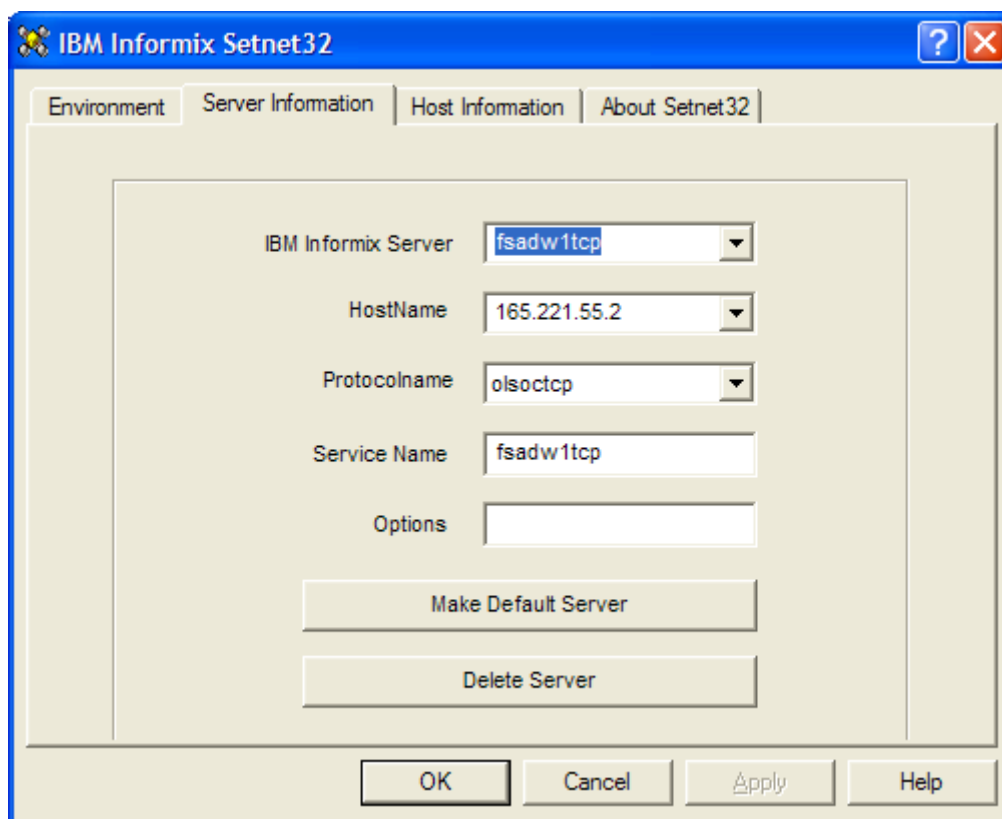 IBM Informix Setnet32
Environment Server Information Host Information About Setnet32
IBM Informix Server fsadw1tcp
HostName 165.221.55.2
Protocolname olsoctcp
Service Name fsadw1tcp
Options
Make Default Server
Delete Server
OK Cancel Apply Help